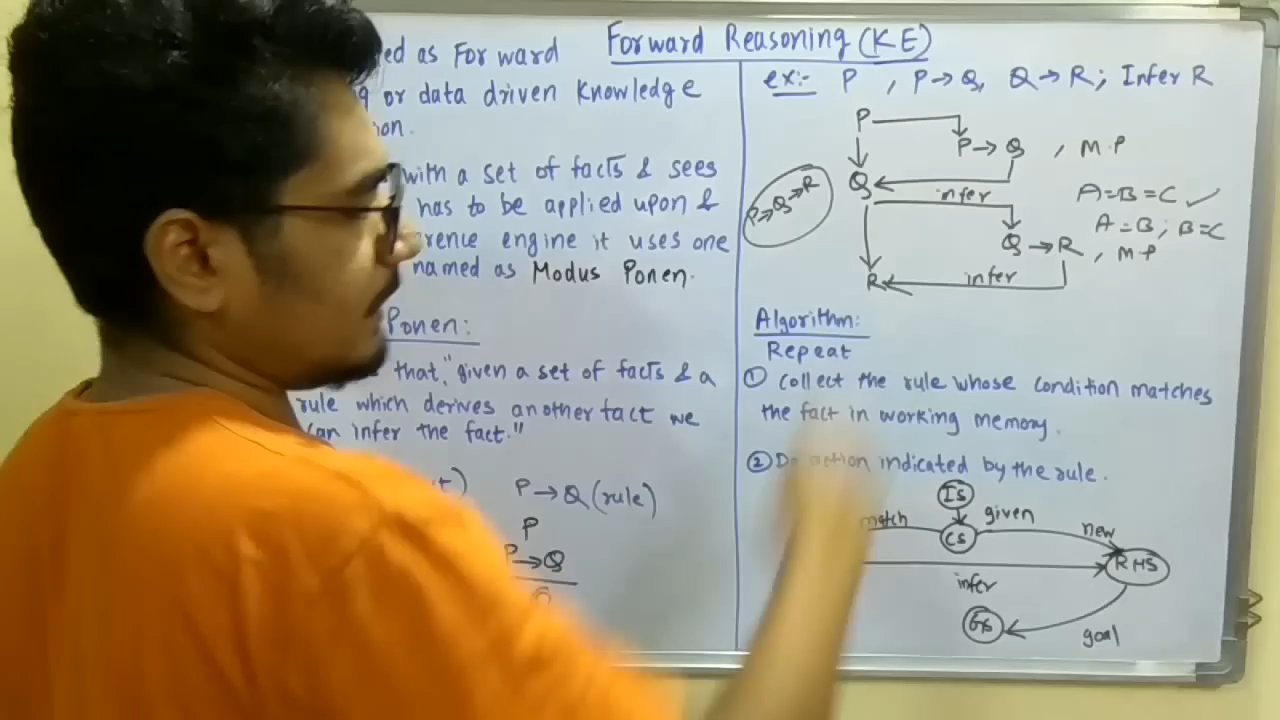 Forward Reasoning (KE)
ed as Forward
g or data driven knowledge
ion.
with a set of facts & sees
has to be applied upon &
rence engine it uses one
named as Modus Ponen.
Ponen:
that, "given a set of facts & a
rule which derives another fact we
can infer the fact."
P → Q (rule)
P
P → Q
ex:- P , P → Q, Q → R; Infer R
P
P → Q , M.P
Q
infer
P → Q → R
A = B = C ✓
A = B ; B = C
Q → R , M.P
R
infer
Algorithm:
Repeat
① Collect the rule whose condition matches
the fact in working memory.
② Do action indicated by the rule.
IS
match
CS
given
new
RHS
infer
GS
goal